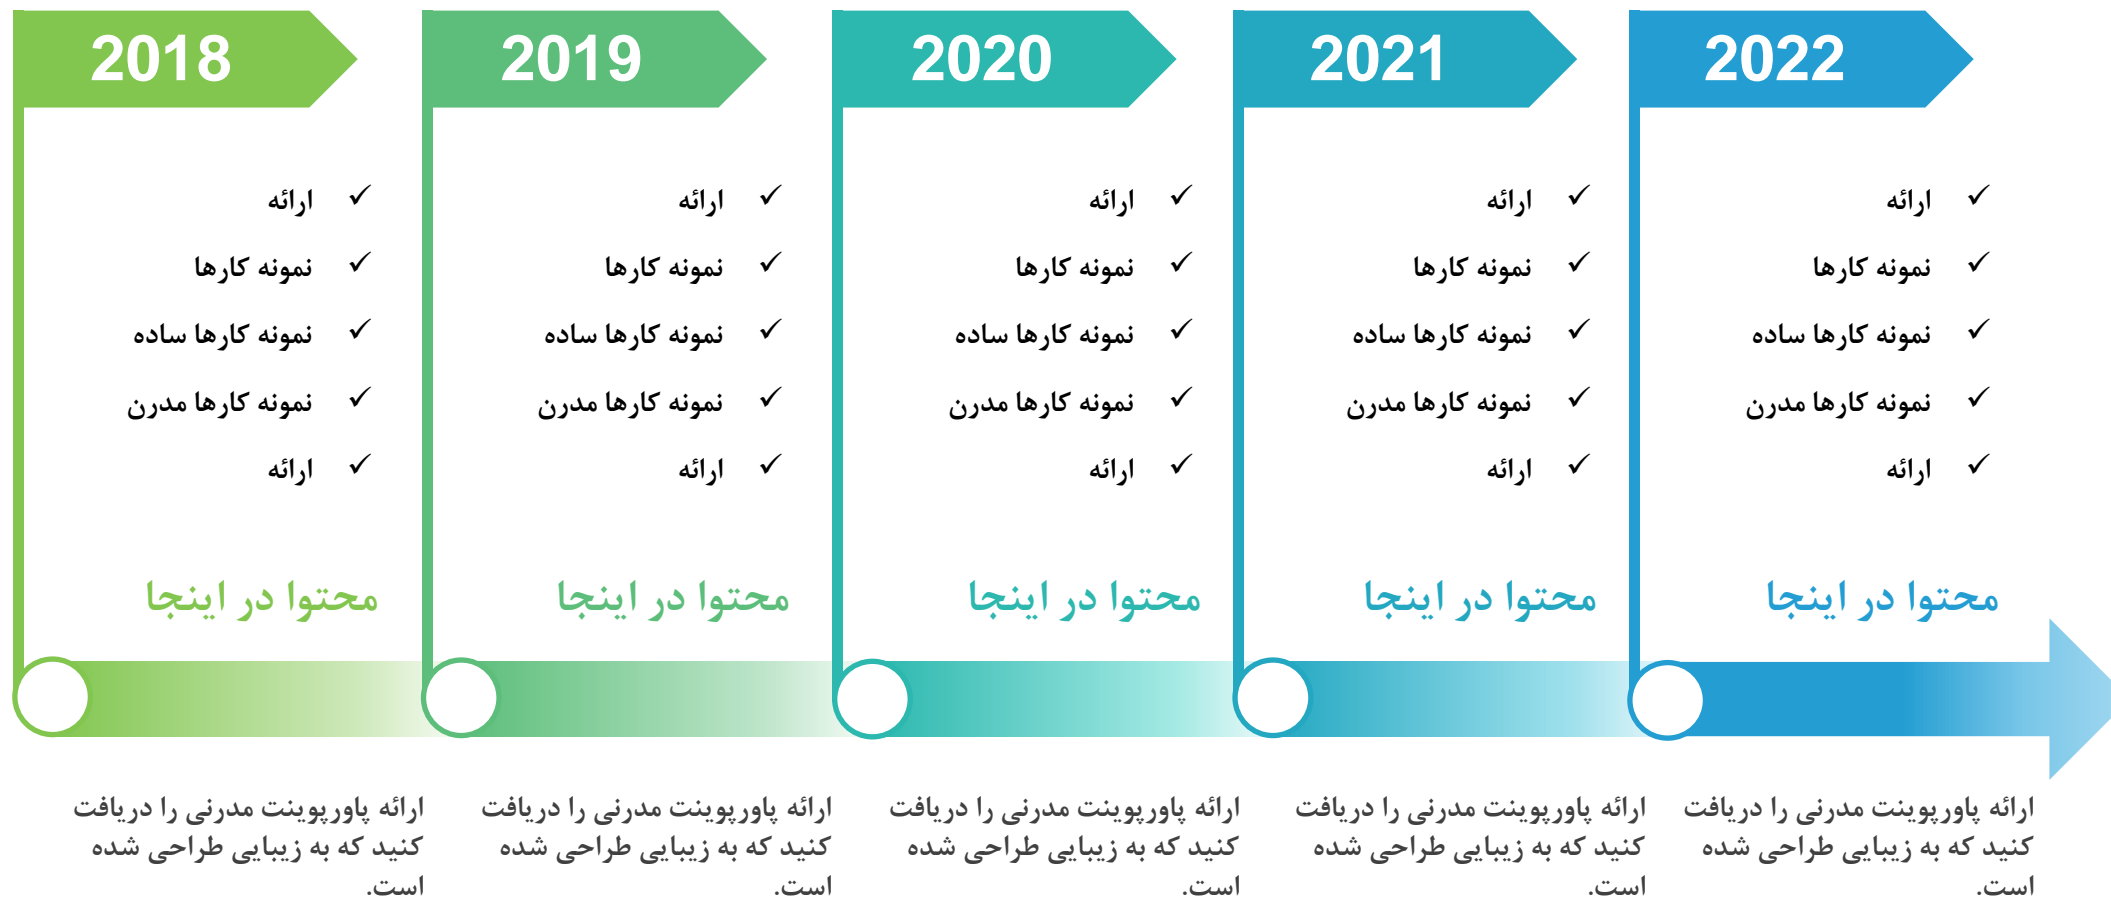 2018
ارائه
نمونه کارها
نمونه کارها ساده
نمونه کارها مدرن
ارائه
محتوا در اینجا
ارائه پاورپوینت مدرنی را دریافت
کنید که به زیبایی طراحی شده
است.
2019
ارائه
نمونه کارها
نمونه کارها ساده
نمونه کارها مدرن
ارائه
محتوا در اینجا
ارائه پاورپوینت مدرنی را دریافت
کنید که به زیبایی طراحی شده
است.
2020
ارائه
نمونه کارها
نمونه کارها ساده
نمونه کارها مدرن
ارائه
محتوا در اینجا
ارائه پاورپوینت مدرنی را دریافت
کنید که به زیبایی طراحی شده
است.
2021
ارائه
نمونه کارها
نمونه کارها ساده
نمونه کارها مدرن
ارائه
محتوا در اینجا
ارائه پاورپوینت مدرنی را دریافت
کنید که به زیبایی طراحی شده
است.
2022
ارائه
نمونه کارها
نمونه کارها ساده
نمونه کارها مدرن
ارائه
محتوا در اینجا
ارائه پاورپوینت مدرنی را دریافت
کنید که به زیبایی طراحی شده
است.